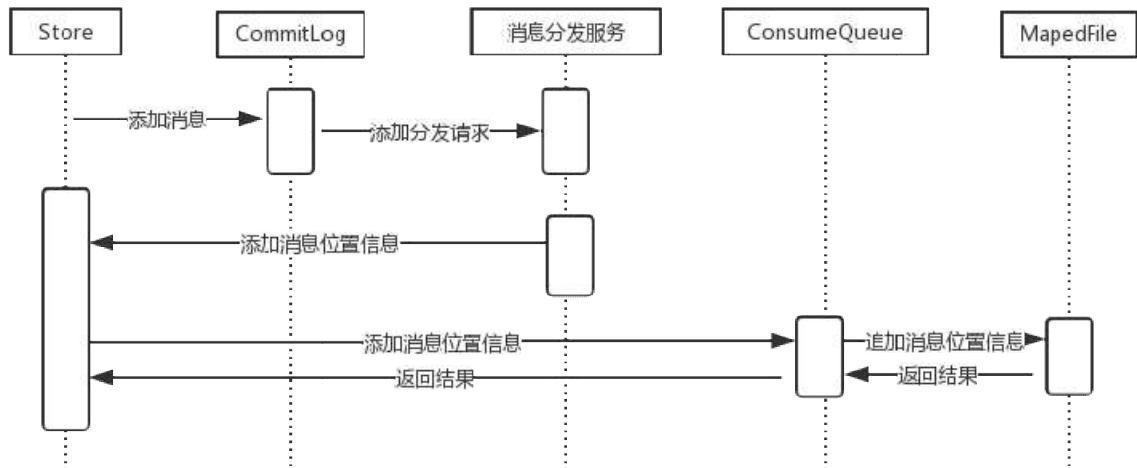 Store
CommitLog
消息分发服务
ConsumeQueue
MapedFile
添加消息
添加分发请求
添加消息位置信息
添加消息位置信息
追加消息位置信息
返回结果
返回结果